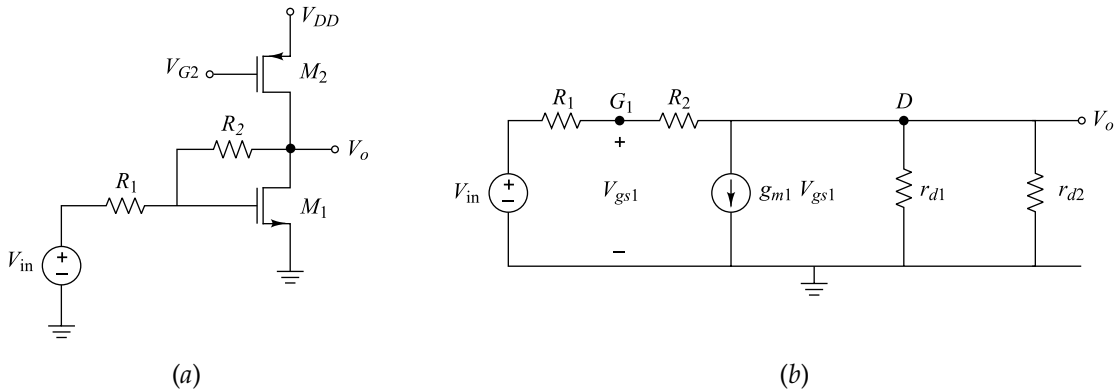 V_DD
V_G2
M_2
R_2
V_o
R_1
M_1
V_in
+
−
(a)
R_1
G_1
R_2
D
V_o
+
V_in
+
−
V_gs1
g_m1 V_gs1
r_d1
r_d2
−
(b)